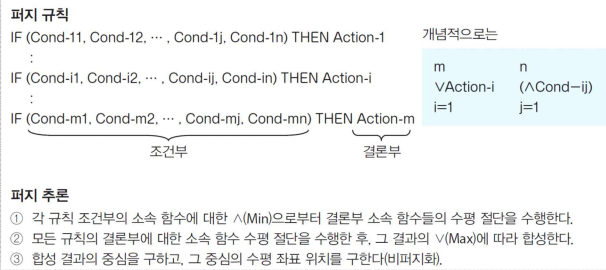 퍼지 규칙
IF (Cond-11, Cond-12, ⋯ , Cond-1j, Cond-1n) THEN Action-1
:
IF (Cond-i1, Cond-i2, ⋯ , Cond-ij, Cond-in) THEN Action-i
:
IF (Cond-m1, Cond-m2, ⋯ , Cond-mj, Cond-mn) THEN Action-m
조건부 결론부
개념적으로는
m n
∨Action-i (∧Cond-ij)
i=1 j=1
퍼지 추론
① 각 규칙 조건부의 소속 함수에 대한 ∧(Min)으로부터 결론부 소속 함수들의 수평 절단을 수행한다.
② 모든 규칙의 결론부에 대한 소속 함수 수평 절단을 수행한 후, 그 결과의 ∨(Max)에 따라 합성한다.
③ 합성 결과의 중심을 구하고, 그 중심의 수평 좌표 위치를 구한다(비퍼지화).